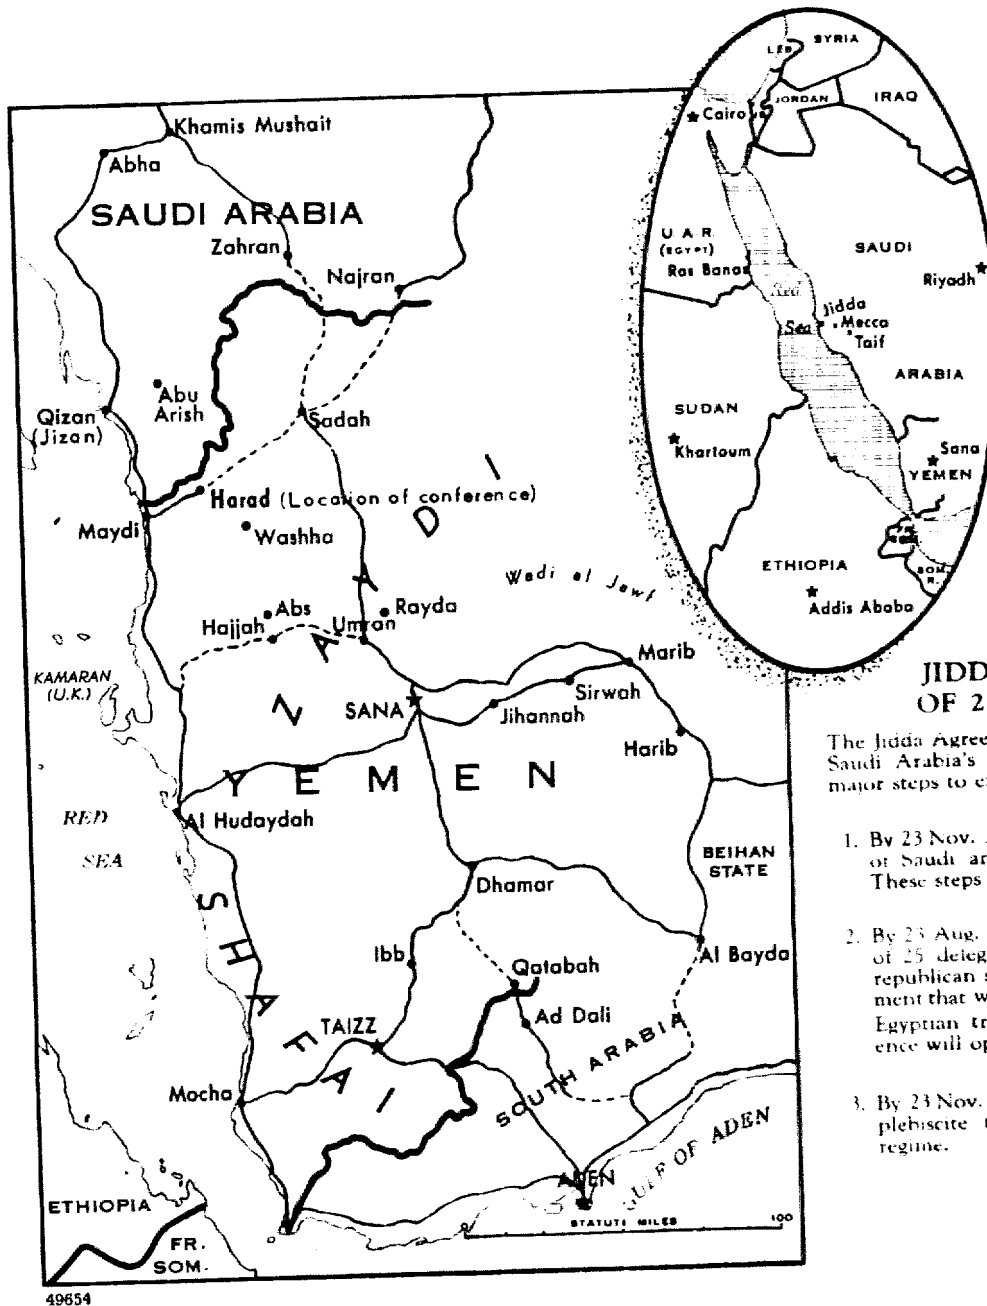 Khamis Mushait
Abha
SAUDI ARABIA
Zahran
Najran
Abu
Arish
Qizan
(Jizan)
Sadah
Harad (Location of conference)
Maydi
Washha
Wadi al Jawf
Abs
Rayda
Hajjah
Umran
KAMARAN
(U.K.)
Marib
Sirwah
SANA
Jihannah
Harib
ZAYDI
YEMEN
RED
SEA
Al Hudaydah
BEIHAN
STATE
Dhamar
SHAFAI
Ibb
Al Bayda
Qatabah
TAIZZ
Ad Dali
SOUTH ARABIA
Mocha
GULF OF ADEN
ADEN
ETHIOPIA
STATUTE MILES
0 100
FR.
SOM.
49654
LEB.
SYRIA
Cairo
JORDAN
IRAQ
U A R
(EGYPT)
Ras Banas
SAUDI
Riyadh
Red
Sea
Jidda
Mecca
Taif
ARABIA
SUDAN
Khartoum
Sana
YEMEN
ETHIOPIA
SOM.
R.
Addis Ababa
JIDD
OF 2
The Jidda Agree
Saudi Arabia's
major steps to e
1. By 23 Nov.
of Saudi ar
These steps
2. By 23 Aug.
of 25 deleg
republican s
ment that w
Egyptian tr
ence will op
3. By 23 Nov.
plebiscite t
regime.